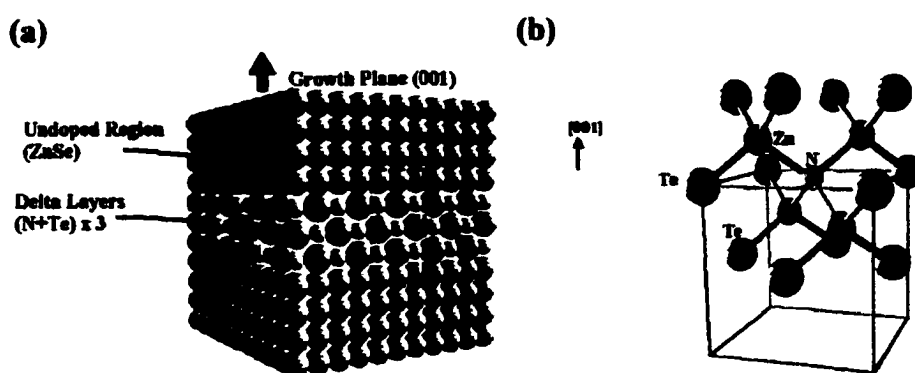 (a)
Growth Plane (001)
Undoped Region
(ZnSe)
Delta Layers
(N+Te) x 3
(b)
[001]
Zn
N
Te
Te